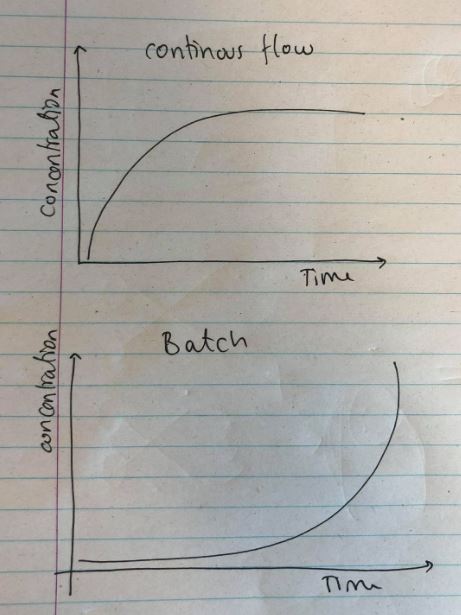 continous flow
Concentration
Time
Batch
concentration
Time